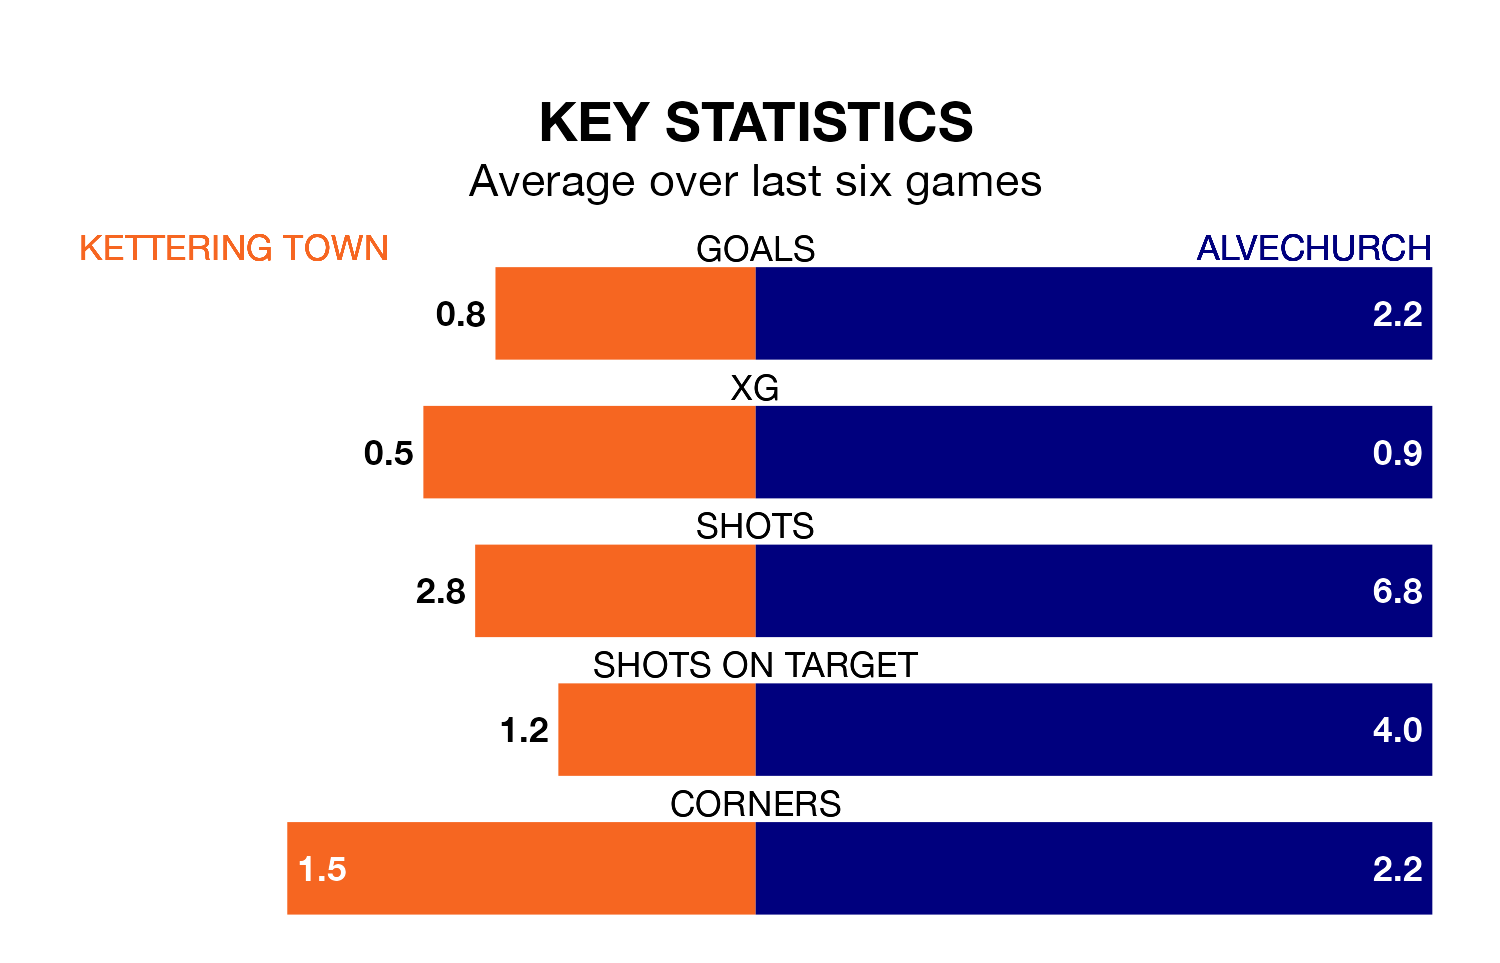 KEY STATISTICS
Average over last six games
KETTERING TOWN GOALS ALVECHURCH
0.8 2.2
XG
0.5 0.9
SHOTS
2.8 6.8
SHOTS ON TARGET
1.2 4.0
CORNERS
1.5 2.2